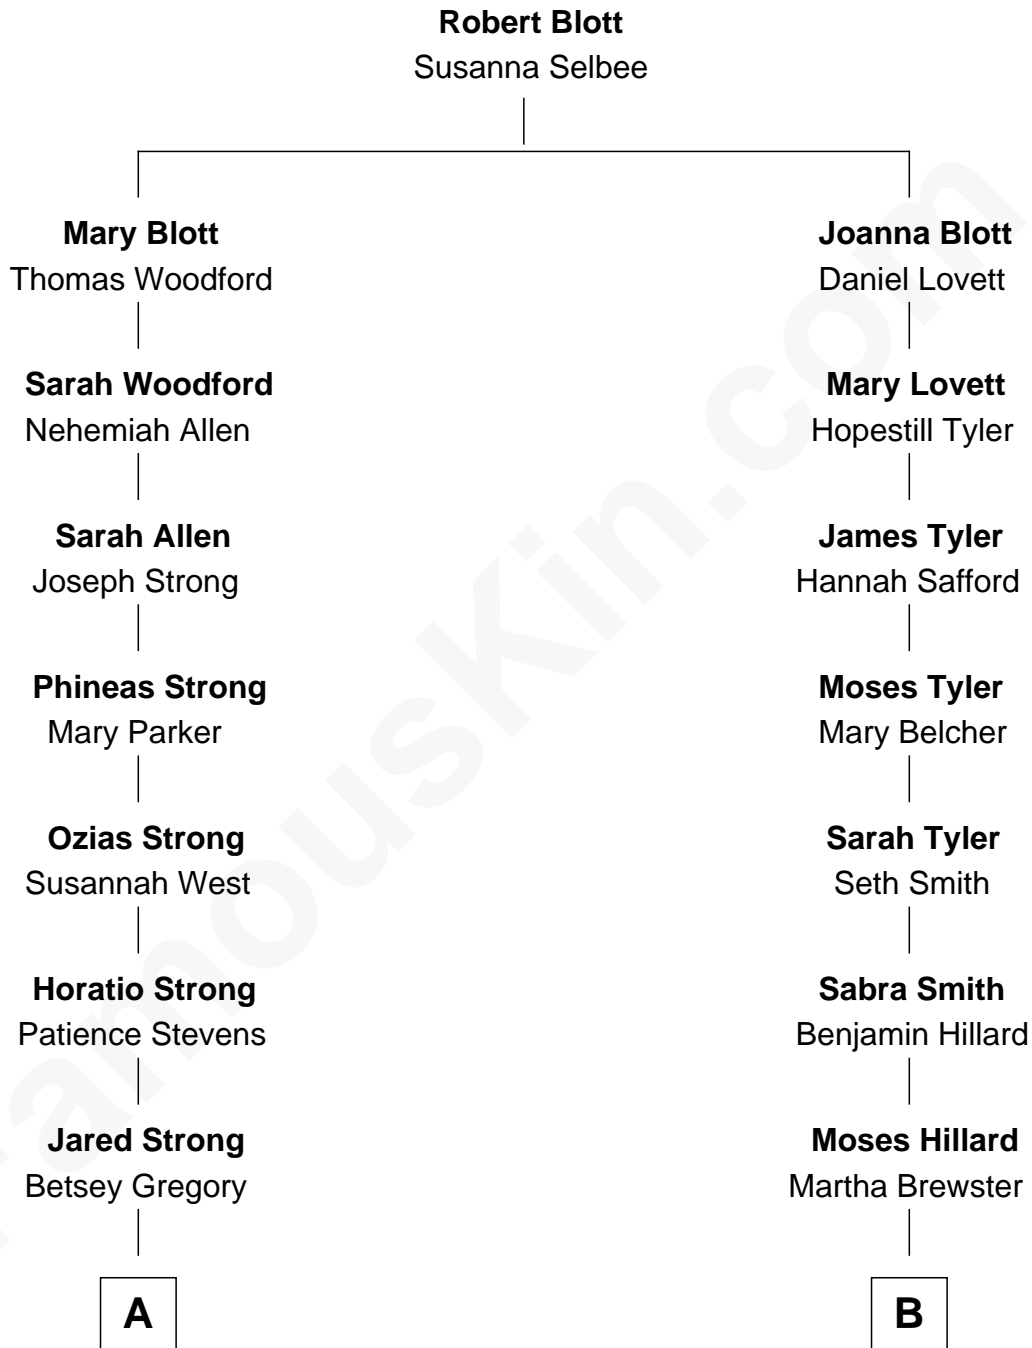 Robert Blott
Susanna Selbee
Mary Blott
Thomas Woodford
Joanna Blott
Daniel Lovett
Sarah Woodford
Nehemiah Allen
Mary Lovett
Hopestill Tyler
Sarah Allen
Joseph Strong
James Tyler
Hannah Safford
Phineas Strong
Mary Parker
Moses Tyler
Mary Belcher
Ozias Strong
Susannah West
Sarah Tyler
Seth Smith
Horatio Strong
Patience Stevens
Sabra Smith
Benjamin Hillard
Jared Strong
Betsey Gregory
Moses Hillard
Martha Brewster
A
B
FamousKin.com